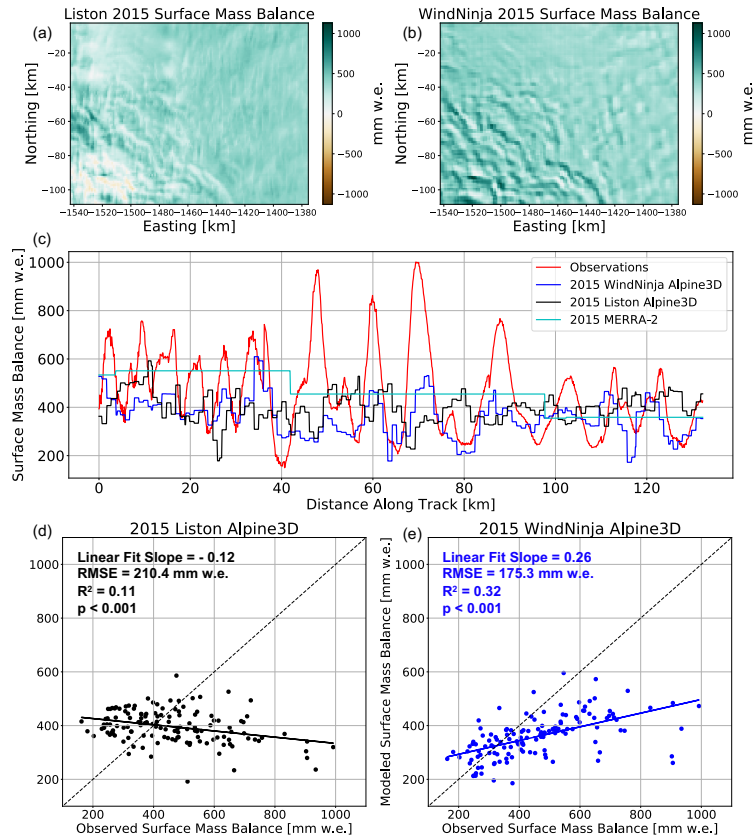 Liston 2015 Surface Mass Balance
WindNinja 2015 Surface Mass Balance
(a)
(b)
Northing [km]
−20
−40
−60
−80
−100
−1540−1520−1500−1480−1460−1440−1420−1400−1380
Easting [km]
1000
500
0
−500
−1000
mm w.e.
Northing [km]
−20
−40
−60
−80
−100
−1540−1520−1500−1480−1460−1440−1420−1400−1380
Easting [km]
1000
500
0
−500
−1000
mm w.e.
(c)
Surface Mass Balance [mm w.e.]
1000
800
600
400
200
Observations
2015 WindNinja Alpine3D
2015 Liston Alpine3D
2015 MERRA-2
0 20 40 60 80 100 120
Distance Along Track [km]
(d)
2015 Liston Alpine3D
Linear Fit Slope = - 0.12
RMSE = 210.4 mm w.e.
R² = 0.11
p < 0.001
1000
800
600
400
200
200 400 600 800 1000
Observed Surface Mass Balance [mm w.e.]
(e)
2015 WindNinja Alpine3D
Linear Fit Slope = 0.26
RMSE = 175.3 mm w.e.
R² = 0.32
p < 0.001
Modeled Surface Mass Balance [mm w.e.]
1000
800
600
400
200
200 400 600 800 1000
Observed Surface Mass Balance [mm w.e.]